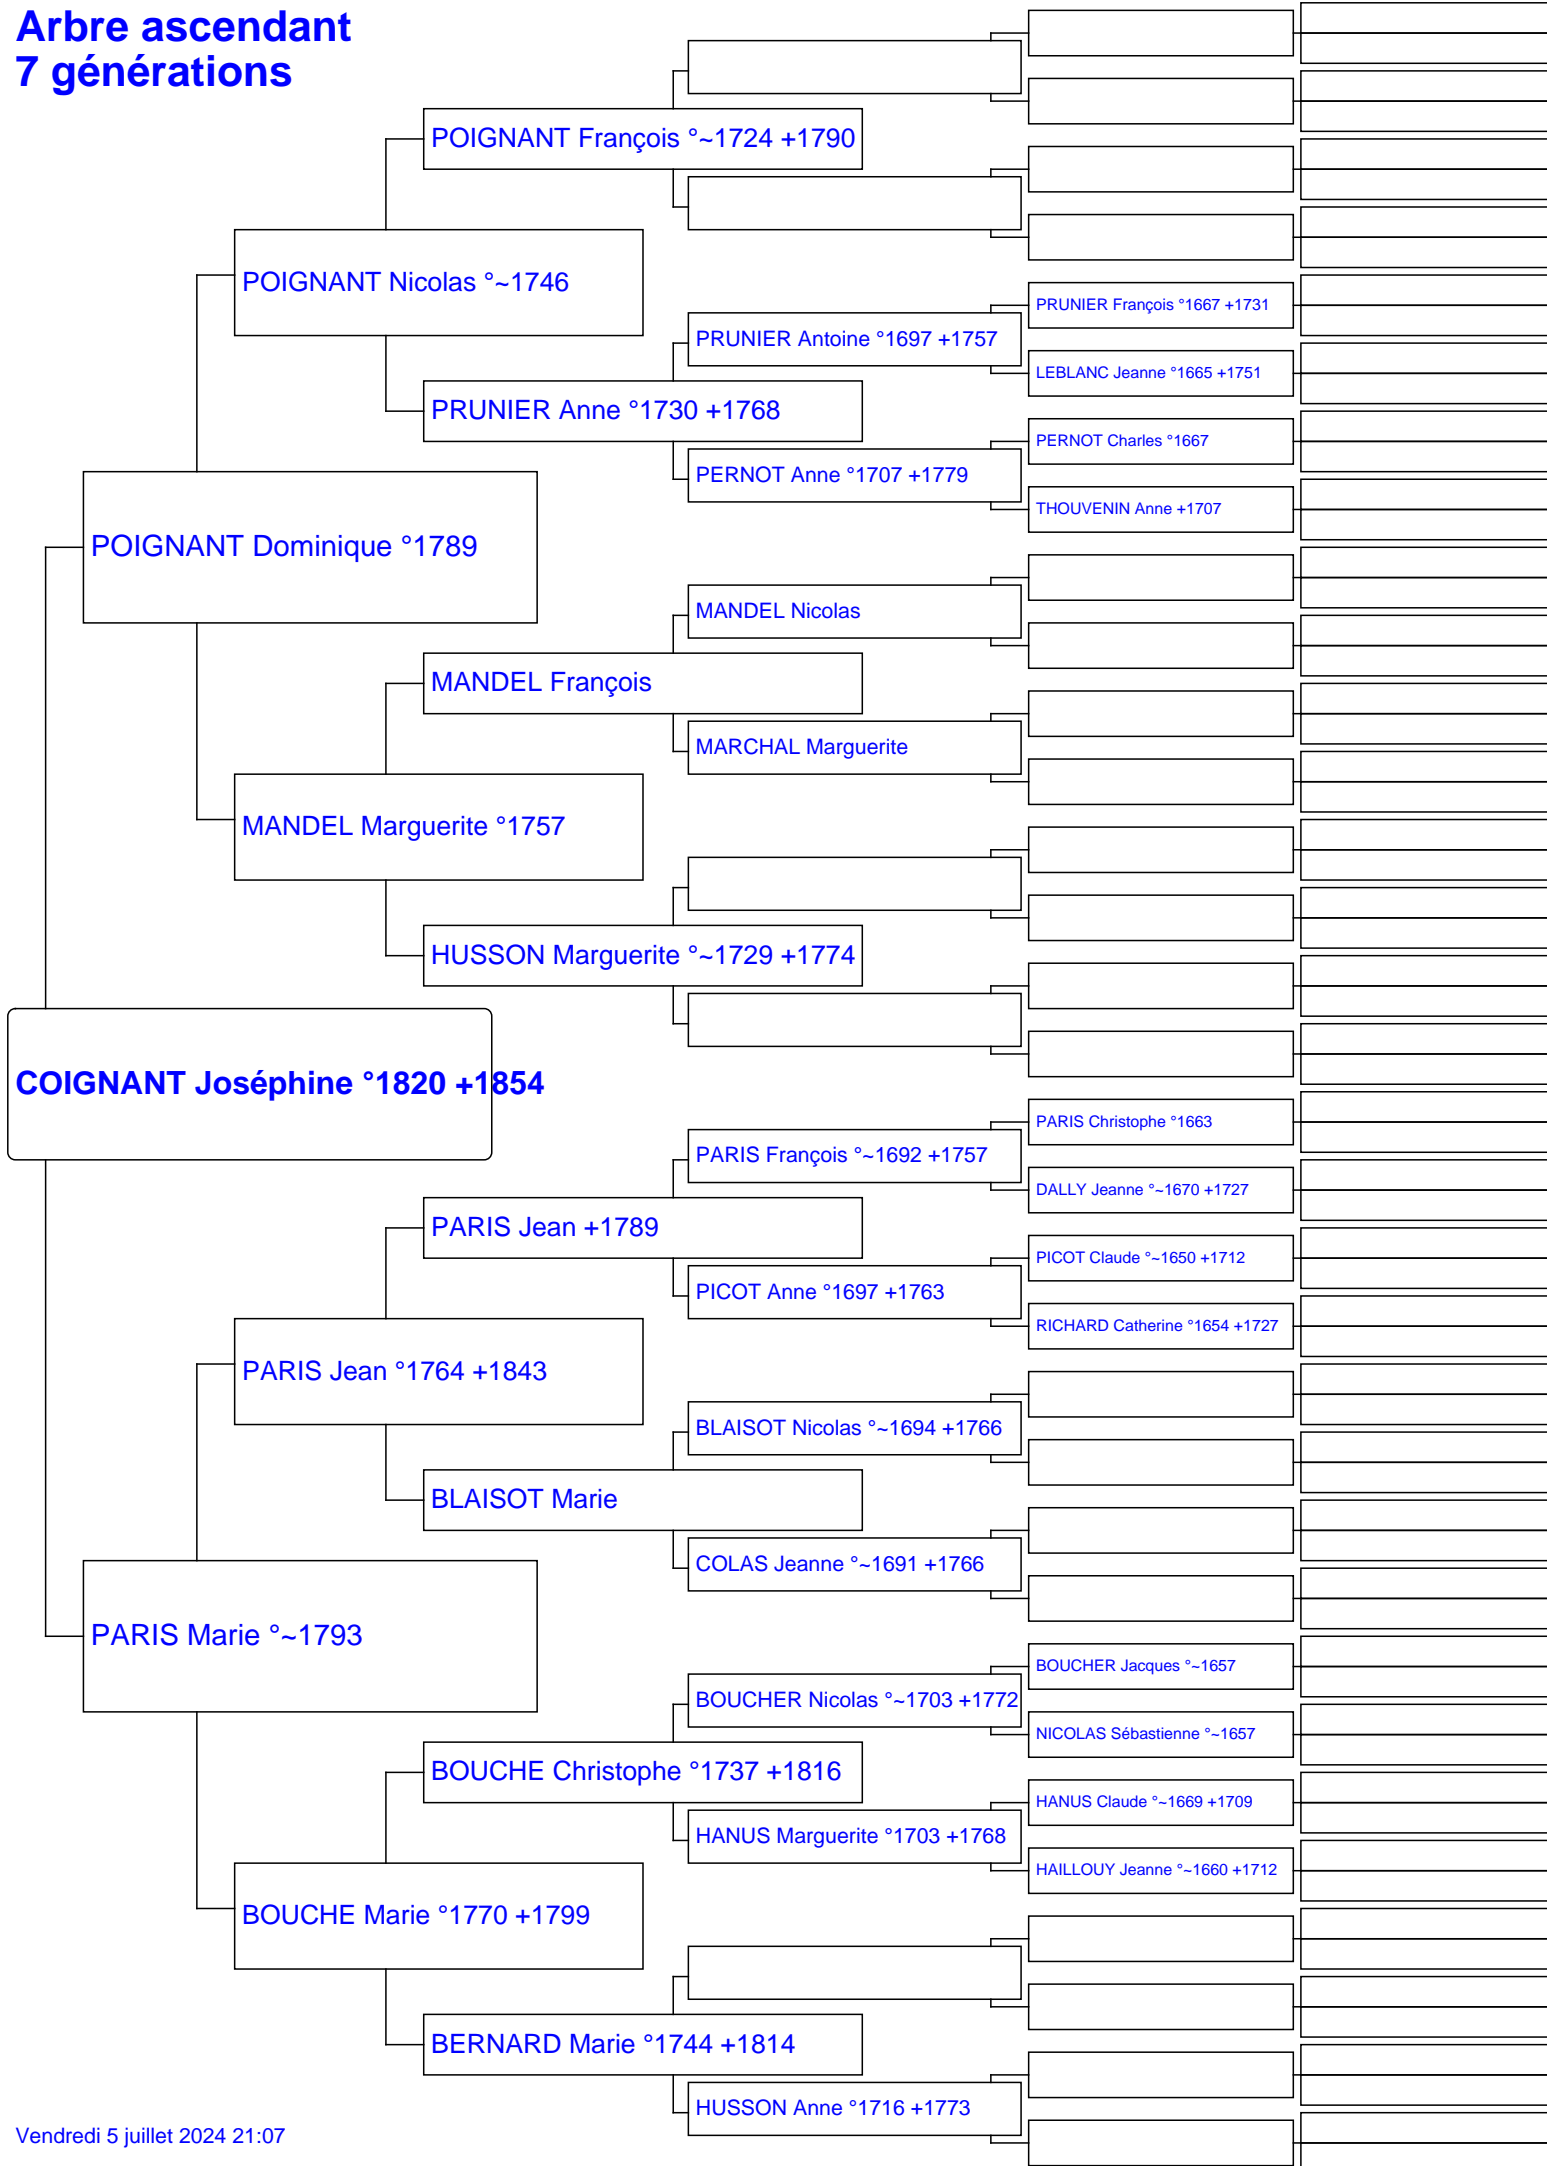 Arbre ascendant
7 générations
POIGNANT François °~1724 +1790
POIGNANT Nicolas °~1746
PRUNIER François °1667 +1731
PRUNIER Antoine °1697 +1757
LEBLANC Jeanne °1665 +1751
PRUNIER Anne °1730 +1768
PERNOT Charles °1667
PERNOT Anne °1707 +1779
THOUVENIN Anne +1707
POIGNANT Dominique °1789
MANDEL Nicolas
MANDEL François
MARCHAL Marguerite
MANDEL Marguerite °1757
HUSSON Marguerite °~1729 +1774
COIGNANT Joséphine °1820 +1854
PARIS Christophe °1663
PARIS François °~1692 +1757
DALLY Jeanne °~1670 +1727
PARIS Jean +1789
PICOT Claude °~1650 +1712
PICOT Anne °1697 +1763
RICHARD Catherine °1654 +1727
PARIS Jean °1764 +1843
BLAISOT Nicolas °~1694 +1766
BLAISOT Marie
COLAS Jeanne °~1691 +1766
PARIS Marie °~1793
BOUCHER Jacques °~1657
BOUCHER Nicolas °~1703 +1772
NICOLAS Sébastienne °~1657
BOUCHE Christophe °1737 +1816
HANUS Claude °~1669 +1709
HANUS Marguerite °1703 +1768
HAILLOUY Jeanne °~1660 +1712
BOUCHE Marie °1770 +1799
BERNARD Marie °1744 +1814
HUSSON Anne °1716 +1773
Vendredi 5 juillet 2024 21:07